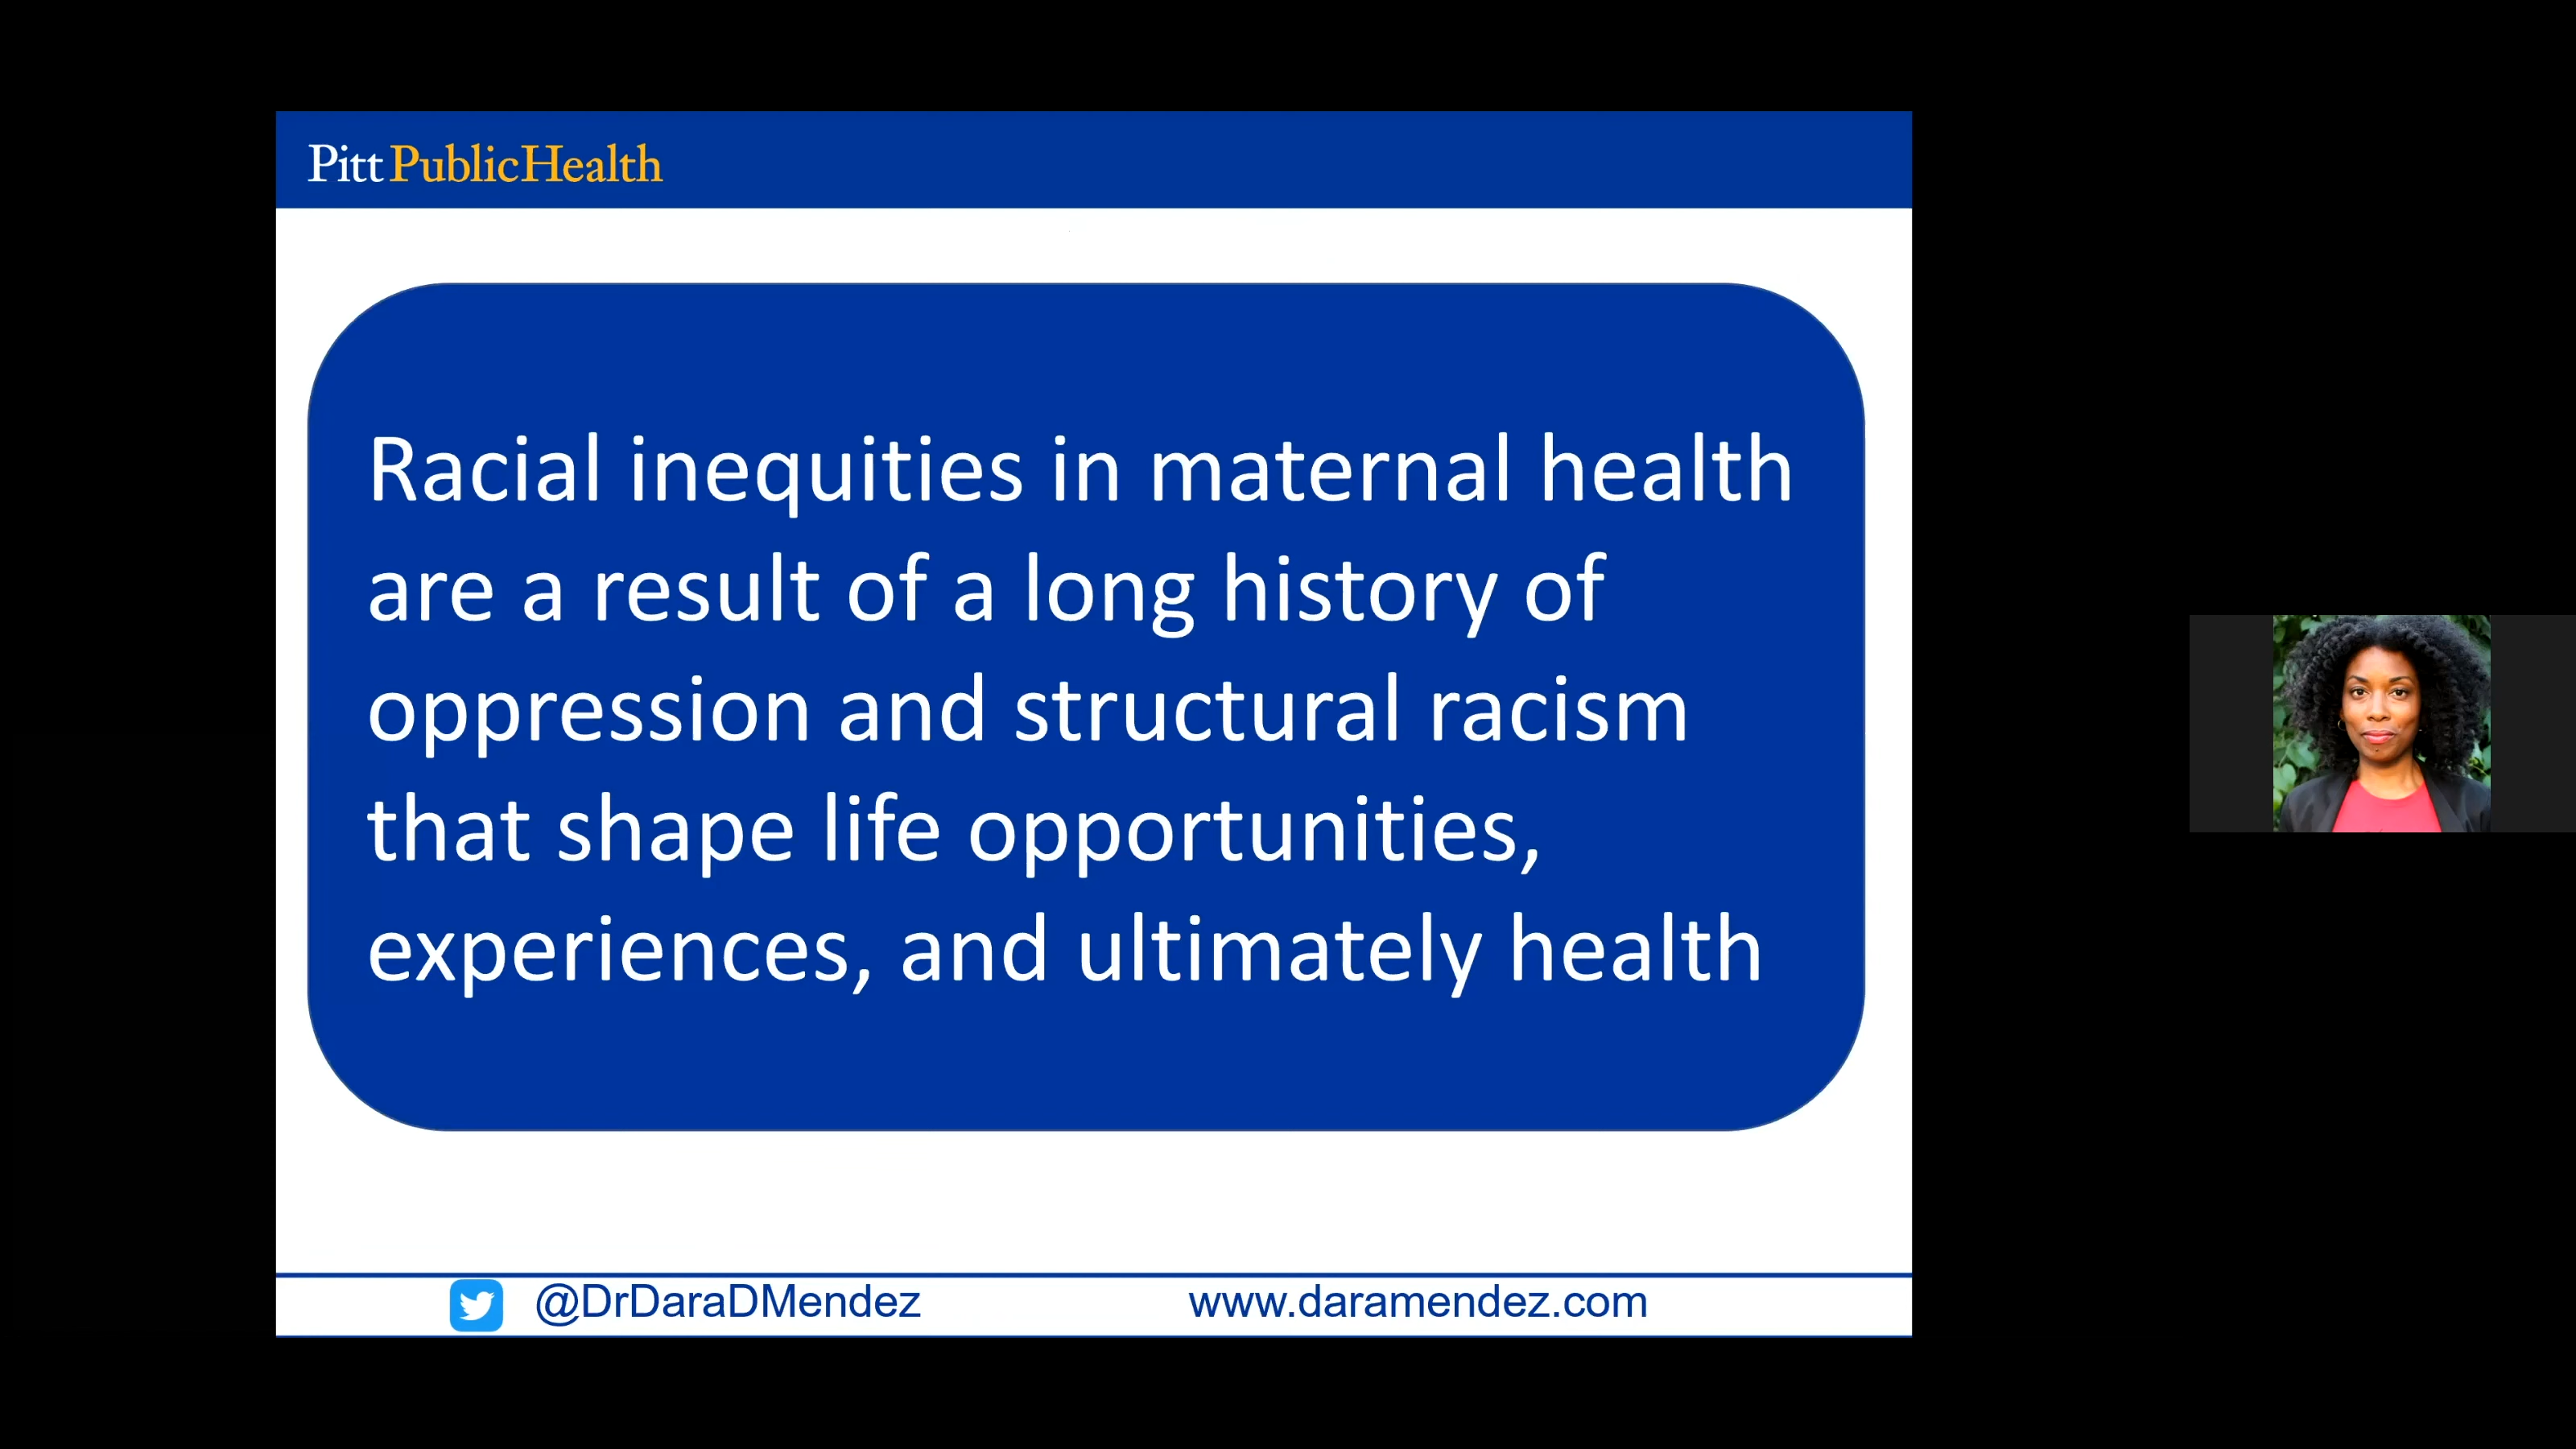 Pitt PublicHealth
Racial inequities in maternal health
are a result of a long history of
oppression and structural racism
that shape life opportunities,
experiences, and ultimately health
@DrDaraDMendez www.daramendez.com